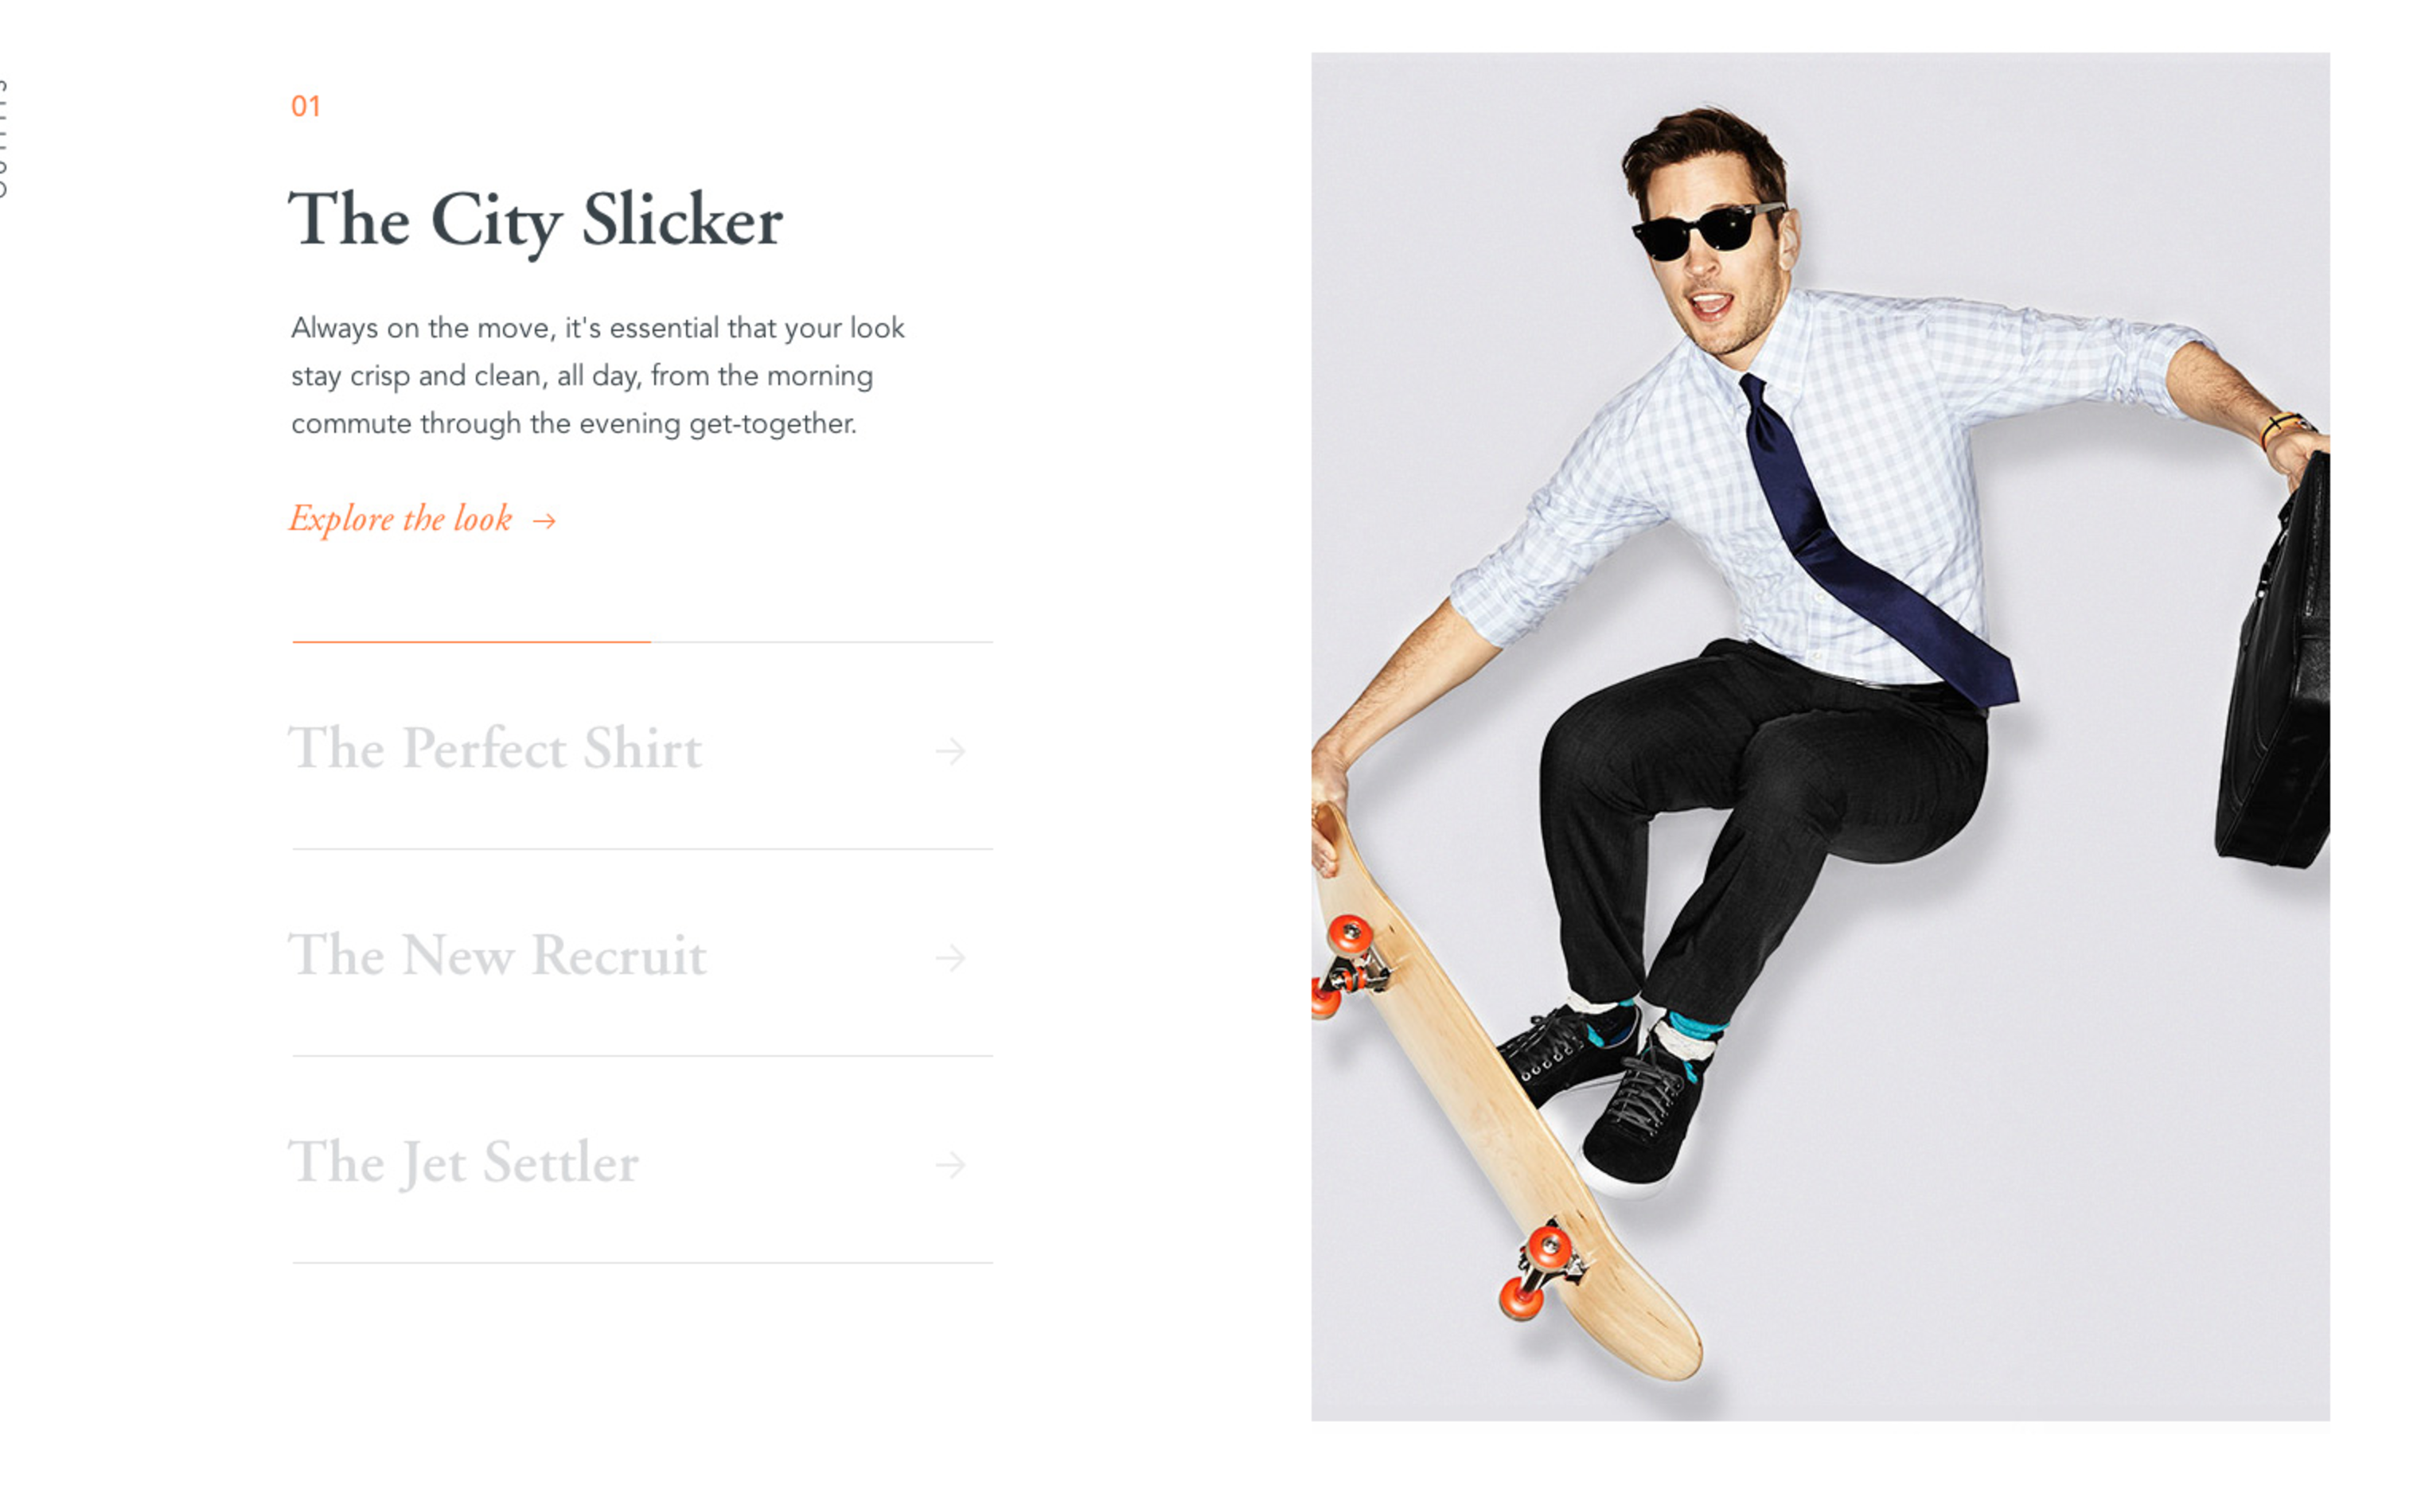 01
The City Slicker
Always on the move, it's essential that your look
stay crisp and clean, all day, from the morning
commute through the evening get-together.
Explore the look →
The Perfect Shirt →
The New Recruit →
The Jet Settler →